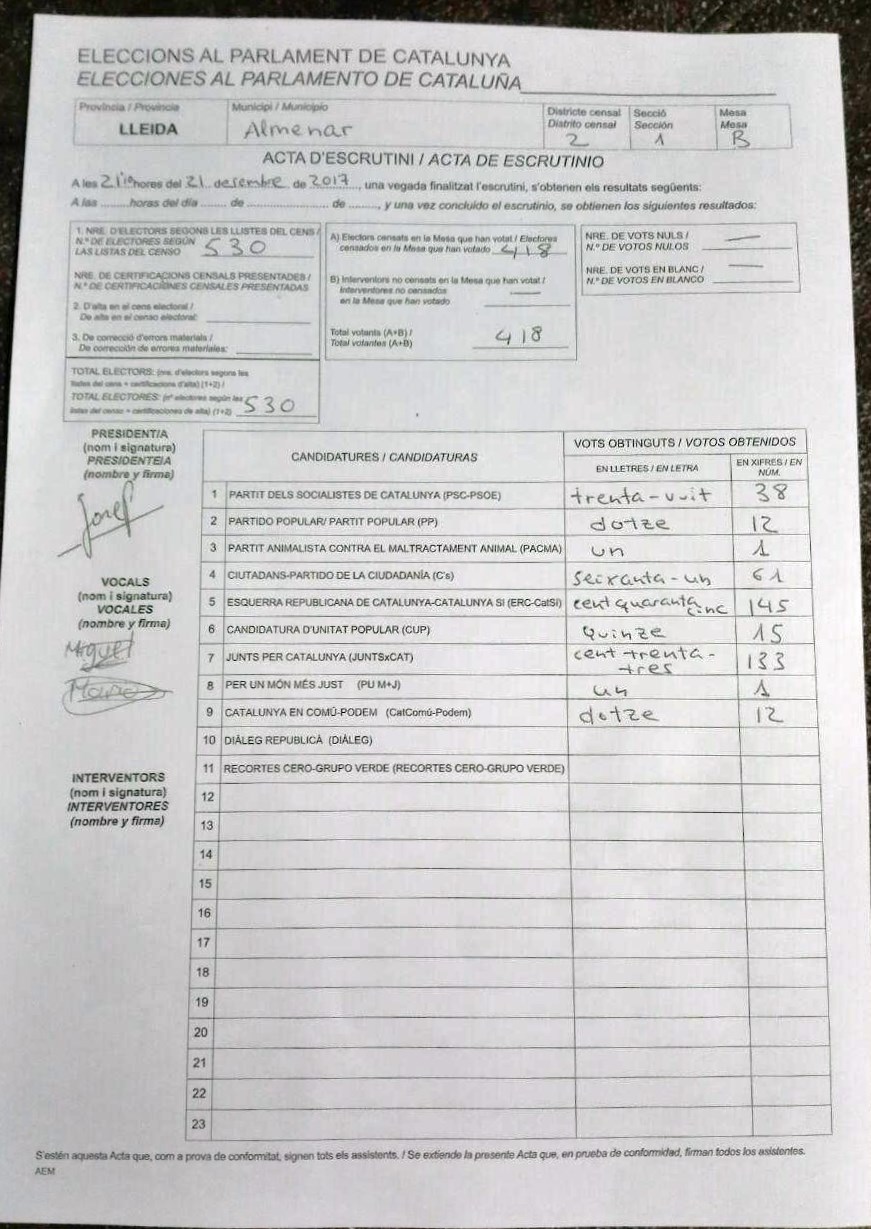 ELECCIONS AL PARLAMENT DE CATALUNYA
ELECCIONES AL PARLAMENTO DE CATALUÑA
Província / Provincia
LLEIDA
Municipi / Municipio
Almenar
Districte censal
Distrito censal
2
Secció
Sección
1
Mesa
Mesa
B
ACTA D'ESCRUTINI / ACTA DE ESCRUTINIO
A les 21:10 hores del 21 desembre de 2017, una vegada finalitzat l'escrutini, s'obtenen els resultats següents:
A las ........ horas del día ........ de ........ de ........, y una vez concluido el escrutinio, se obtienen los siguientes resultados:
1. NRE. D'ELECTORS SEGONS LES LLISTES DEL CENS /
N.º DE ELECTORES SEGÚN
LAS LISTAS DEL CENSO 530
NRE. DE CERTIFICACIONS CENSALS PRESENTADES /
N.º DE CERTIFICACIONES CENSALES PRESENTADAS
2. D'alta en el cens electoral /
De alta en el censo electoral:
3. De correcció d'errors materials /
De corrección de errores materiales:
TOTAL ELECTORS: (nre. d'electors segons les
llistes del cens + certificacions d'alta) (1+2) /
TOTAL ELECTORES: (nº electores según las
listas del censo + certificaciones de alta) (1+2) 530
A) Electors censats en la Mesa que han votat / Electores
censados en la Mesa que han votado 418
B) Interventors no censats en la Mesa que han votat /
Interventores no censados
en la Mesa que han votado —
Total votants (A+B) /
Total votantes (A+B) 418
NRE. DE VOTS NULS /
N.º DE VOTOS NULOS —
NRE. DE VOTS EN BLANC /
N.º DE VOTOS EN BLANCO —
PRESIDENT/A
(nom i signatura)
PRESIDENTE/A
(nombre y firma)
Josef
VOCALS
(nom i signatura)
VOCALES
(nombre y firma)
Miguel
INTERVENTORS
(nom i signatura)
INTERVENTORES
(nombre y firma)
CANDIDATURES / CANDIDATURAS
VOTS OBTINGUTS / VOTOS OBTENIDOS
EN LLETRES / EN LETRA
EN XIFRES / EN NÚM.
1 PARTIT DELS SOCIALISTES DE CATALUNYA (PSC-PSOE) trenta-vuit 38
2 PARTIDO POPULAR/ PARTIT POPULAR (PP) dotze 12
3 PARTIT ANIMALISTA CONTRA EL MALTRACTAMENT ANIMAL (PACMA) un 1
4 CIUTADANS-PARTIDO DE LA CIUDADANÍA (C's) seixanta-un 61
5 ESQUERRA REPUBLICANA DE CATALUNYA-CATALUNYA SÍ (ERC-CatSí) cent quaranta cinc 145
6 CANDIDATURA D'UNITAT POPULAR (CUP) quinze 15
7 JUNTS PER CATALUNYA (JUNTSxCAT) cent trenta-tres 133
8 PER UN MÓN MÉS JUST (PU M+J) un 1
9 CATALUNYA EN COMÚ-PODEM (CatComú-Podem) dotze 12
10 DIÀLEG REPUBLICÀ (DIÀLEG)
11 RECORTES CERO-GRUPO VERDE (RECORTES CERO-GRUPO VERDE)
12
13
14
15
16
17
18
19
20
21
22
23
S'estén aquesta Acta que, com a prova de conformitat, signen tots els assistents. / Se extiende la presente Acta que, en prueba de conformidad, firman todos los asistentes.
AEM